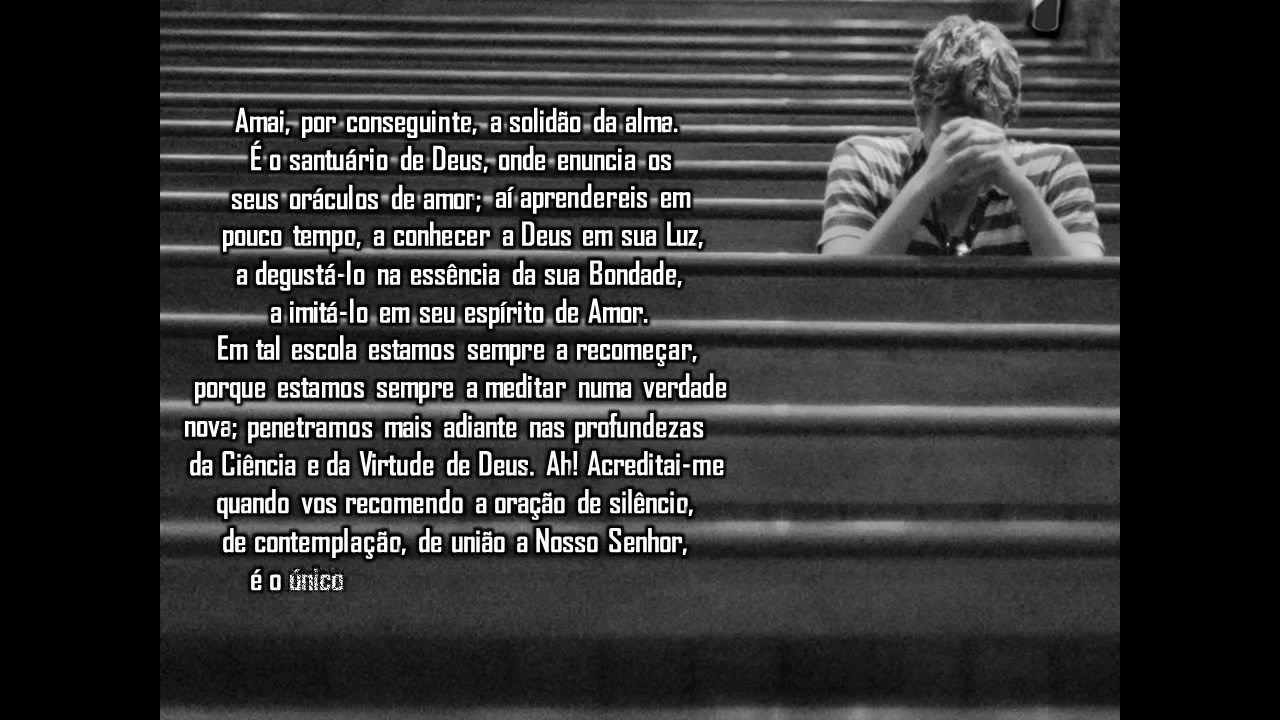 Amai, por conseguinte, a solidão da alma.
É o santuário de Deus, onde enuncia os
seus oráculos de amor; aí aprendereis em
pouco tempo, a conhecer a Deus em sua Luz,
a degustá-lo na essência da sua Bondade,
a imitá-lo em seu espírito de Amor.
Em tal escola estamos sempre a recomeçar,
porque estamos sempre a meditar numa verdade
nova; penetramos mais adiante nas profundezas
da Ciência e da Virtude de Deus. Ah! Acreditai-me
quando vos recomendo a oração de silêncio,
de contemplação, de união a Nosso Senhor,
é o único